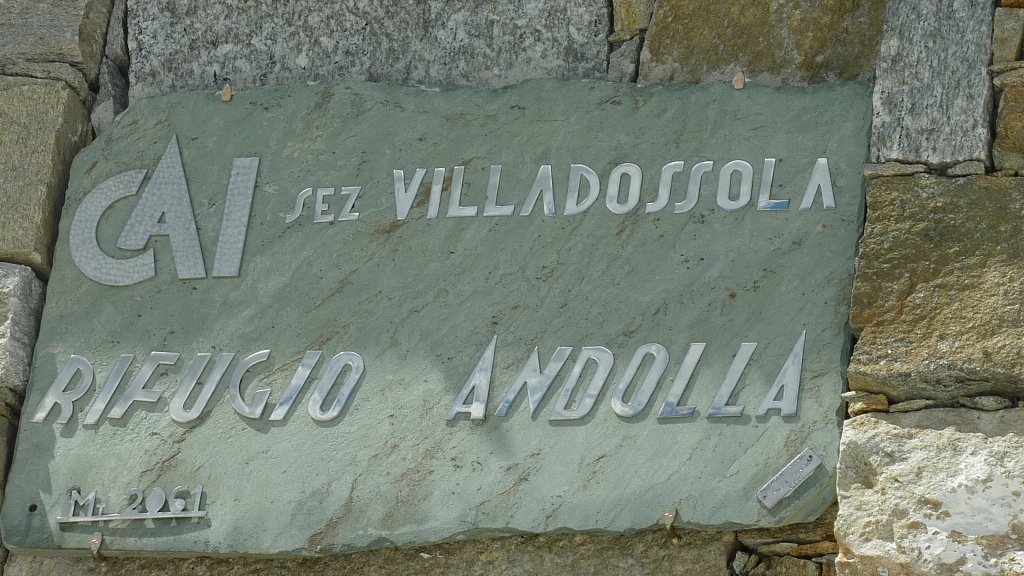 CAI SEZ VILLADOSSOLA
RIFUGIO ANDOLLA
MT 2061